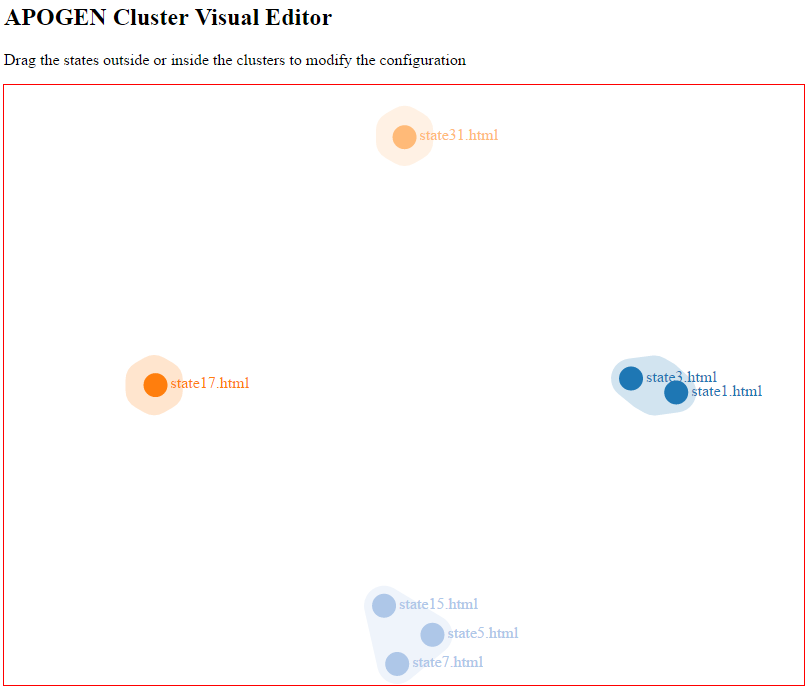 APOGEN Cluster Visual Editor
Drag the states outside or inside the clusters to modify the configuration
state31.html
state17.html
state3.html
state1.html
state15.html
state5.html
state7.html